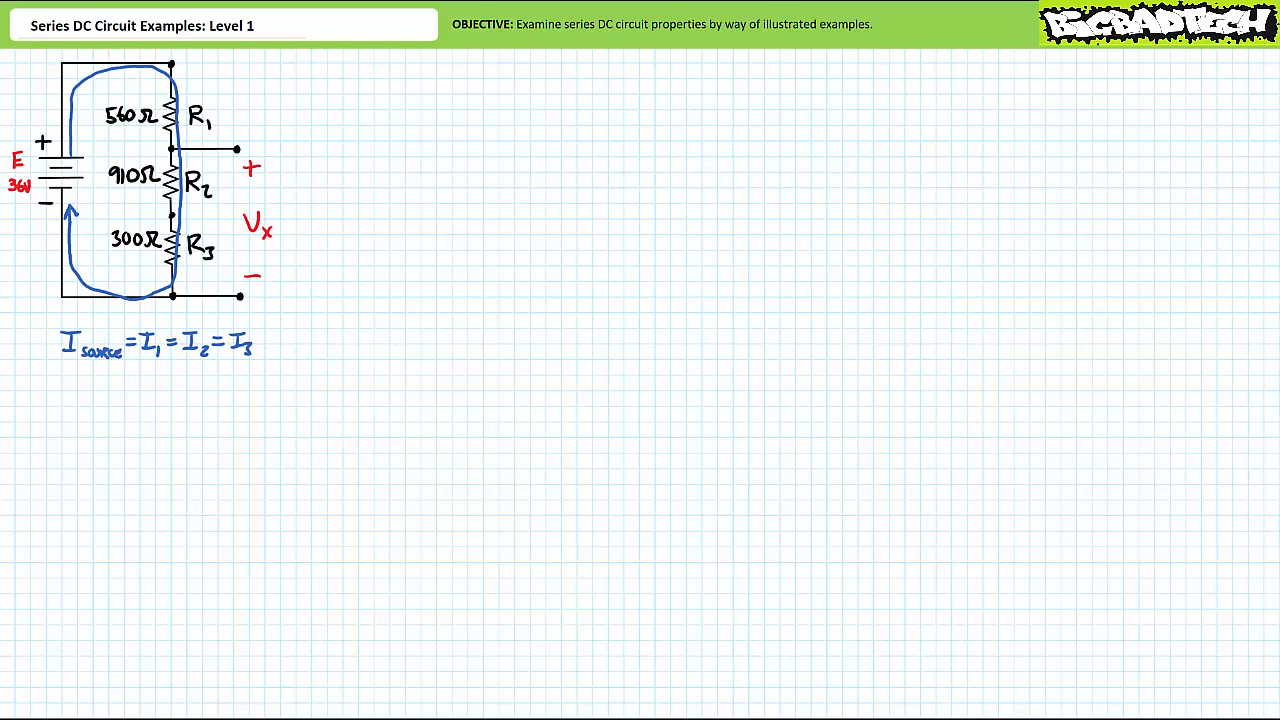 Series DC Circuit Examples: Level 1
OBJECTIVE: Examine series DC circuit properties by way of illustrated examples.
BIGBADTECH
560Ω R1
+
E
36V
-
910Ω R2
+
Vx
-
300Ω R3
I source = I1 = I2 = I3